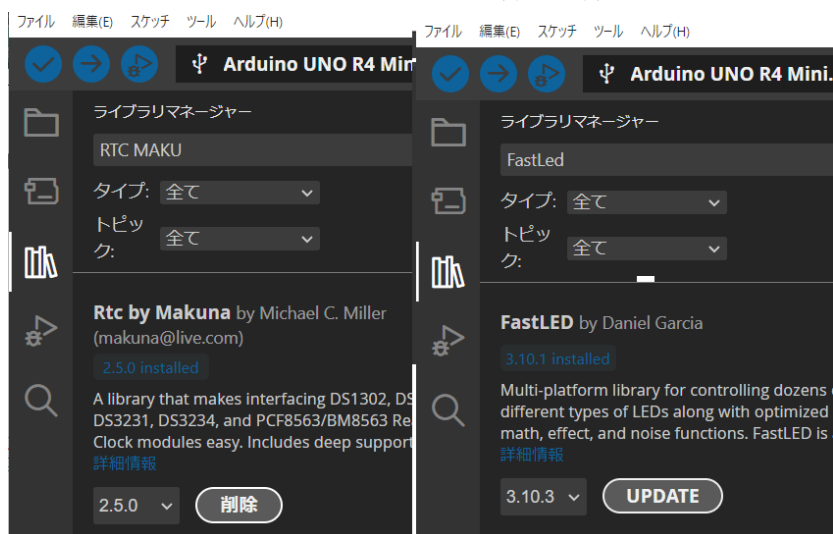 ファイル 編集(E) スケッチ ツール ヘルプ(H)
Arduino UNO R4 Min
ライブラリマネージャー
RTC MAKU
タイプ: 全て
トピッ
ク: 全て
Rtc by Makuna by Michael C. Miller
(makuna@live.com)
2.5.0 installed
A library that makes interfacing DS1302, DS
DS3231, DS3234, and PCF8563/BM8563 Re
Clock modules easy. Includes deep support
詳細情報
2.5.0 削除
ファイル 編集(E) スケッチ ツール ヘルプ(H)
Arduino UNO R4 Mini.
ライブラリマネージャー
FastLed
タイプ: 全て
トピッ
ク: 全て
FastLED by Daniel Garcia
3.10.1 installed
Multi-platform library for controlling dozens
different types of LEDs along with optimized
math, effect, and noise functions. FastLED is
詳細情報
3.10.3 UPDATE